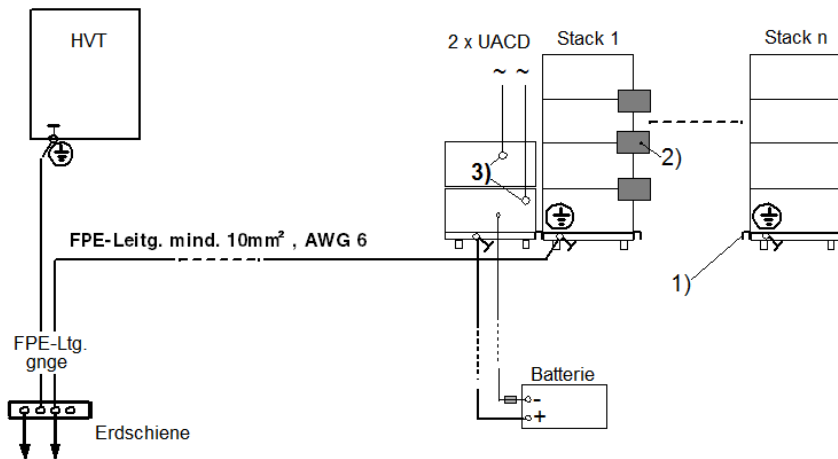 HVT
2 x UACD
Stack 1
Stack n
~ ~
2)
3)
FPE-Leitg. mind. 10mm² , AWG 6
1)
FPE-Ltg.
gnge
Batterie
-
+
Erdschiene